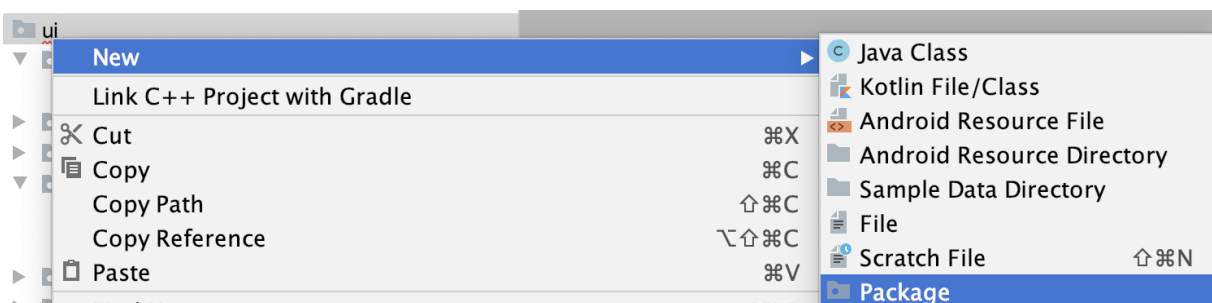 ui
New
Link C++ Project with Gradle
Cut ⌘X
Copy ⌘C
Copy Path ⇧⌘C
Copy Reference ⌥⇧⌘C
Paste ⌘V
Java Class
Kotlin File/Class
Android Resource File
Android Resource Directory
Sample Data Directory
File
Scratch File ⇧⌘N
Package